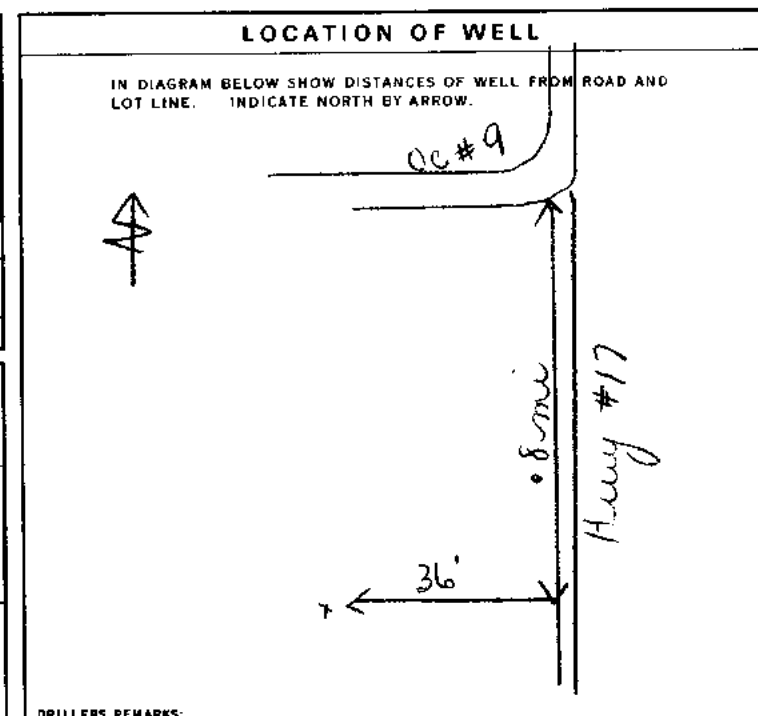 LOCATION OF WELL
IN DIAGRAM BELOW SHOW DISTANCES OF WELL FROM ROAD AND
LOT LINE. INDICATE NORTH BY ARROW.
OC #9
N
.8 mi
Hwy #17
36'
x
DRILLERS REMARKS: